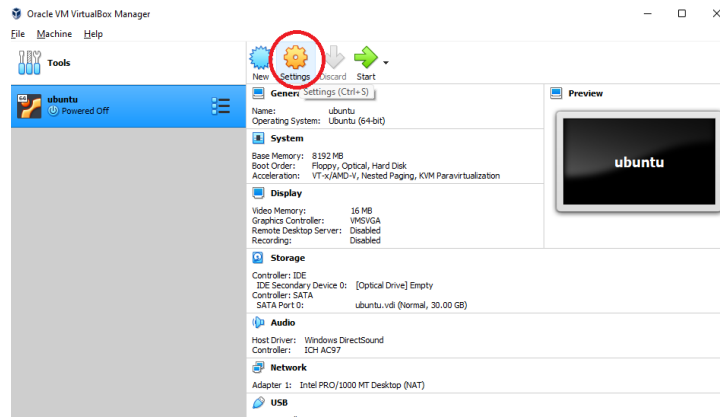 Oracle VM VirtualBox Manager
File Machine Help
Tools
New Settings Discard Start
64 ubuntu
Powered Off
Settings (Ctrl+S)
Preview
Name: ubuntu
Operating System: Ubuntu (64-bit)
ubuntu
System
Base Memory: 8192 MB
Boot Order: Floppy, Optical, Hard Disk
Acceleration: VT-x/AMD-V, Nested Paging, KVM Paravirtualization
Display
Video Memory: 16 MB
Graphics Controller: VMSVGA
Remote Desktop Server: Disabled
Recording: Disabled
Storage
Controller: IDE
IDE Secondary Device 0: [Optical Drive] Empty
Controller: SATA
SATA Port 0: ubuntu.vdi (Normal, 30.00 GB)
Audio
Host Driver: Windows DirectSound
Controller: ICH AC97
Network
Adapter 1: Intel PRO/1000 MT Desktop (NAT)
USB